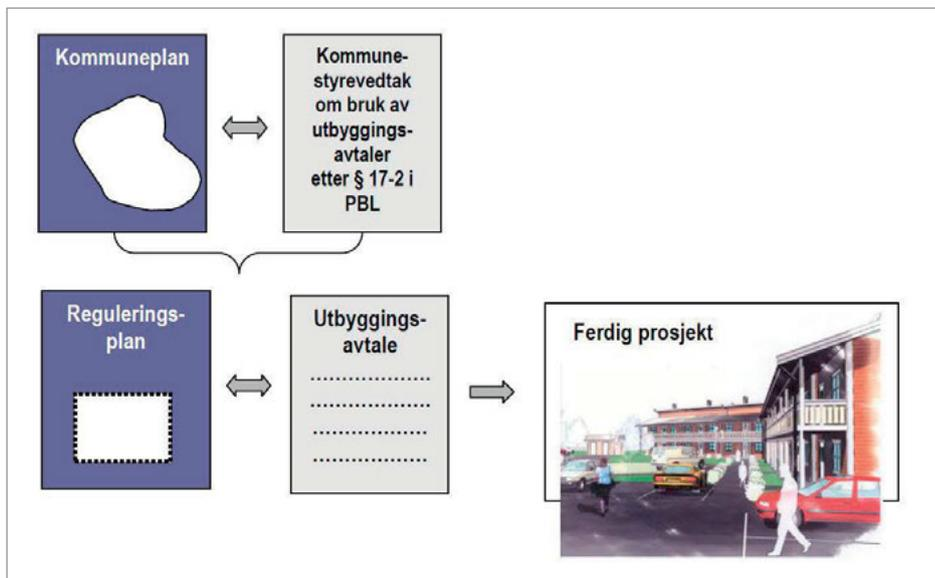 Kommuneplan
Kommune-
styrevedtak
om bruk av
utbyggings-
avtaler
etter § 17-2 i
PBL
Regulerings-
plan
Utbyggings-
avtale
Ferdig prosjekt